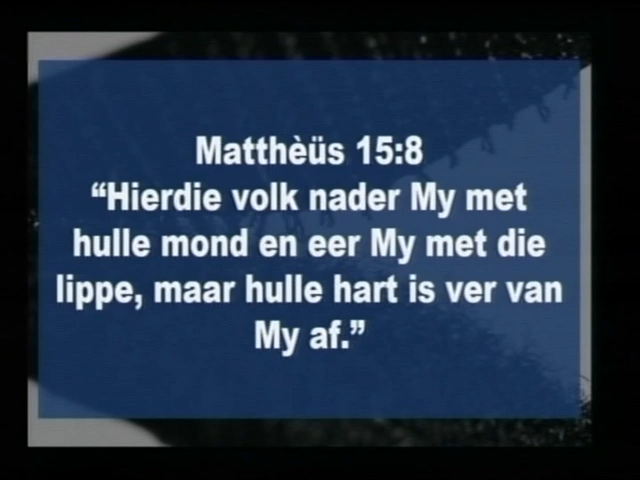 Matthèüs 15:8
“Hierdie volk nader My met
hulle mond en eer My met die
lippe, maar hulle hart is ver van
My af.”